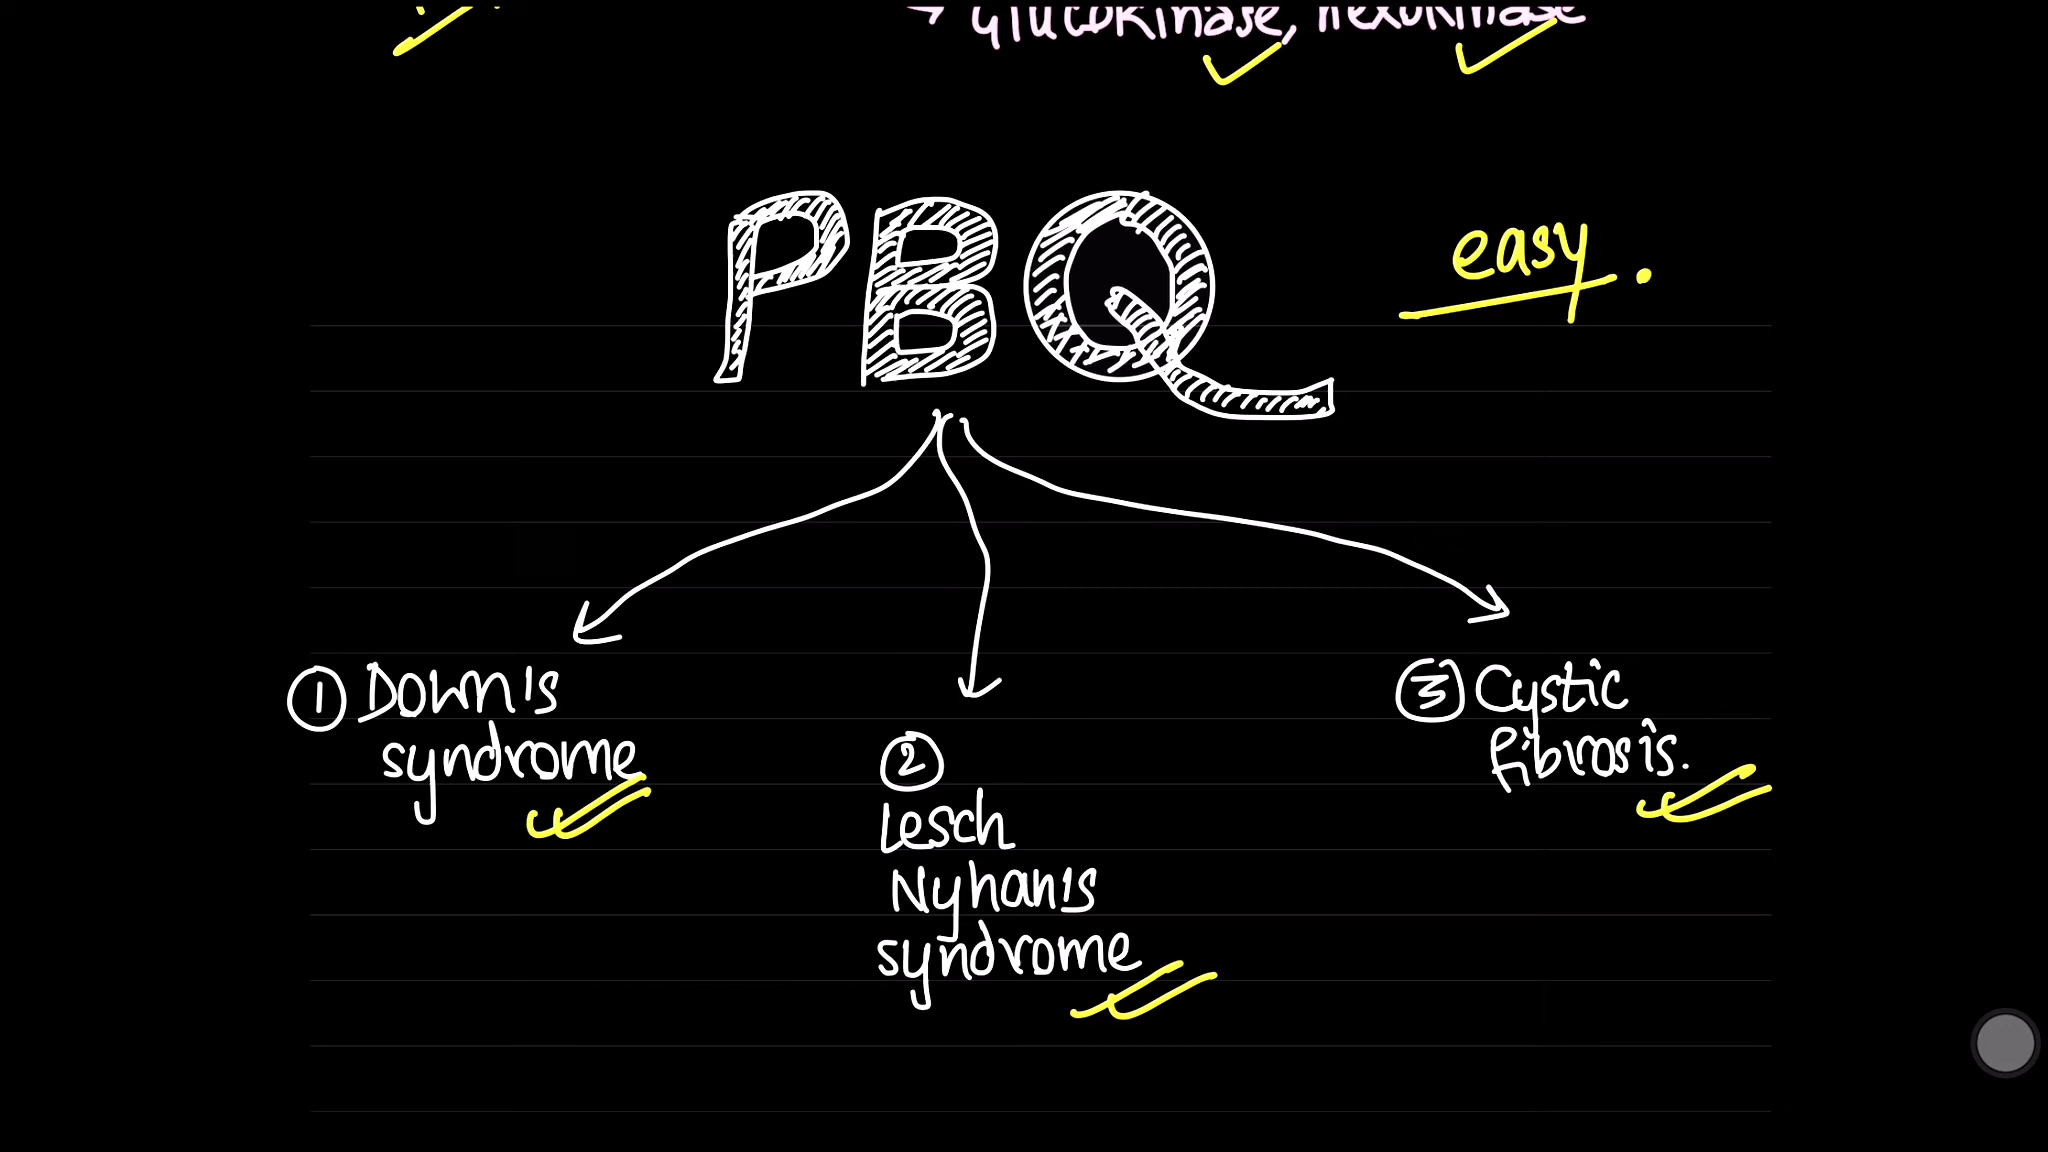 → Glucokinase, hexokinase
PBQ
easy.
① Down's
syndrome
②
Lesch
Nyhan's
syndrome
③ Cystic
fibrosis.